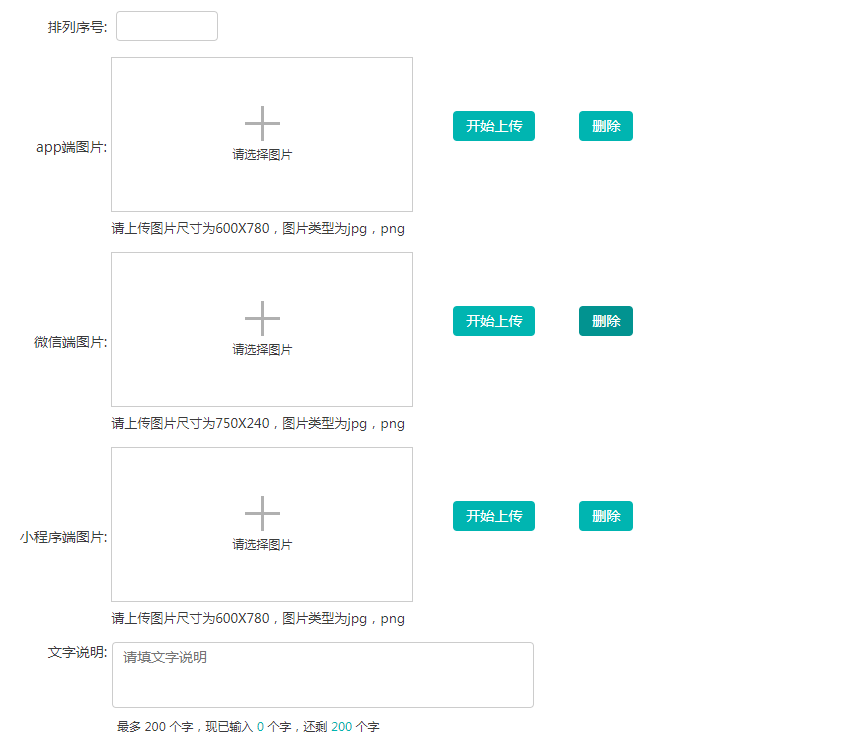 排列序号:
app端图片:
请选择图片
开始上传
删除
请上传图片尺寸为600X780，图片类型为jpg，png
微信端图片:
请选择图片
开始上传
删除
请上传图片尺寸为750X240，图片类型为jpg，png
小程序端图片:
请选择图片
开始上传
删除
请上传图片尺寸为600X780，图片类型为jpg，png
文字说明:
请填文字说明
最多 200 个字，现已输入 0 个字，还剩 200 个字